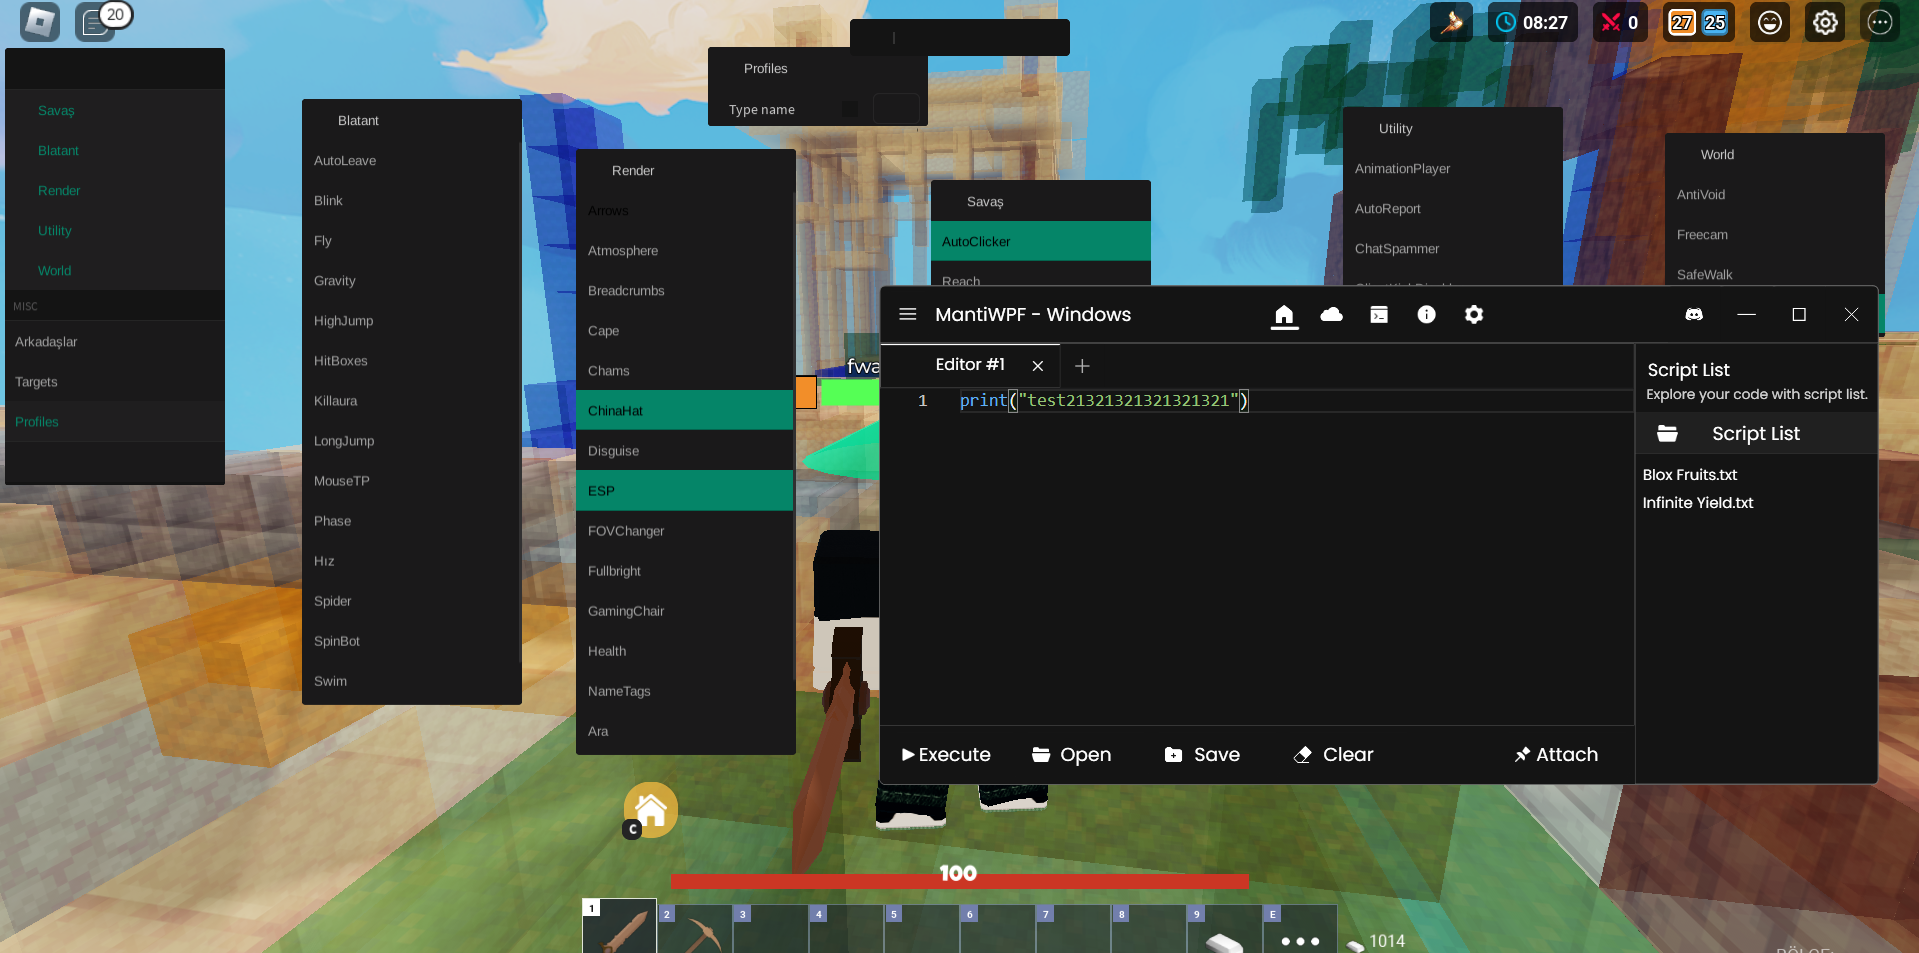 20
08:27
0
27
25
Savaş
Blatant
Render
Utility
World
MISC
Arkadaşlar
Targets
Profiles
Blatant
AutoLeave
Blink
Fly
Gravity
HighJump
HitBoxes
Killaura
LongJump
MouseTP
Phase
Hız
Spider
SpinBot
Swim
Render
Arrows
Atmosphere
Breadcrumbs
Cape
Chams
ChinaHat
Disguise
ESP
FOVChanger
Fullbright
GamingChair
Health
NameTags
Ara
Profiles
Type name
Savaş
AutoClicker
Reach
Utility
AnimationPlayer
AutoReport
ChatSpammer
World
AntiVoid
Freecam
SafeWalk
fwa
MantiWPF - Windows
Editor #1
1 print("test21321321321321321")
Script List
Explore your code with script list.
Script List
Blox Fruits.txt
Infinite Yield.txt
Execute
Open
Save
Clear
Attach
C
100
1
2
3
4
5
6
7
8
9
E
1014